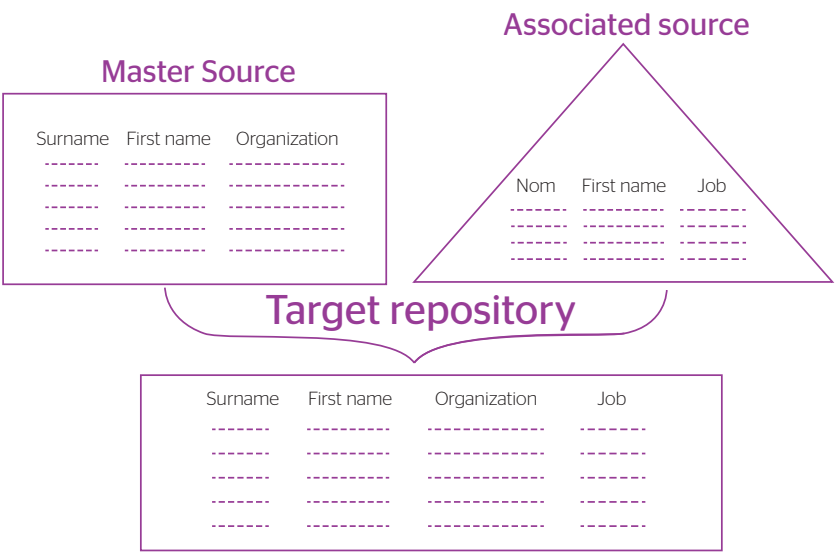 Associated source
Master Source
Surname First name Organization
Nom First name Job
Target repository
Surname First name Organization Job